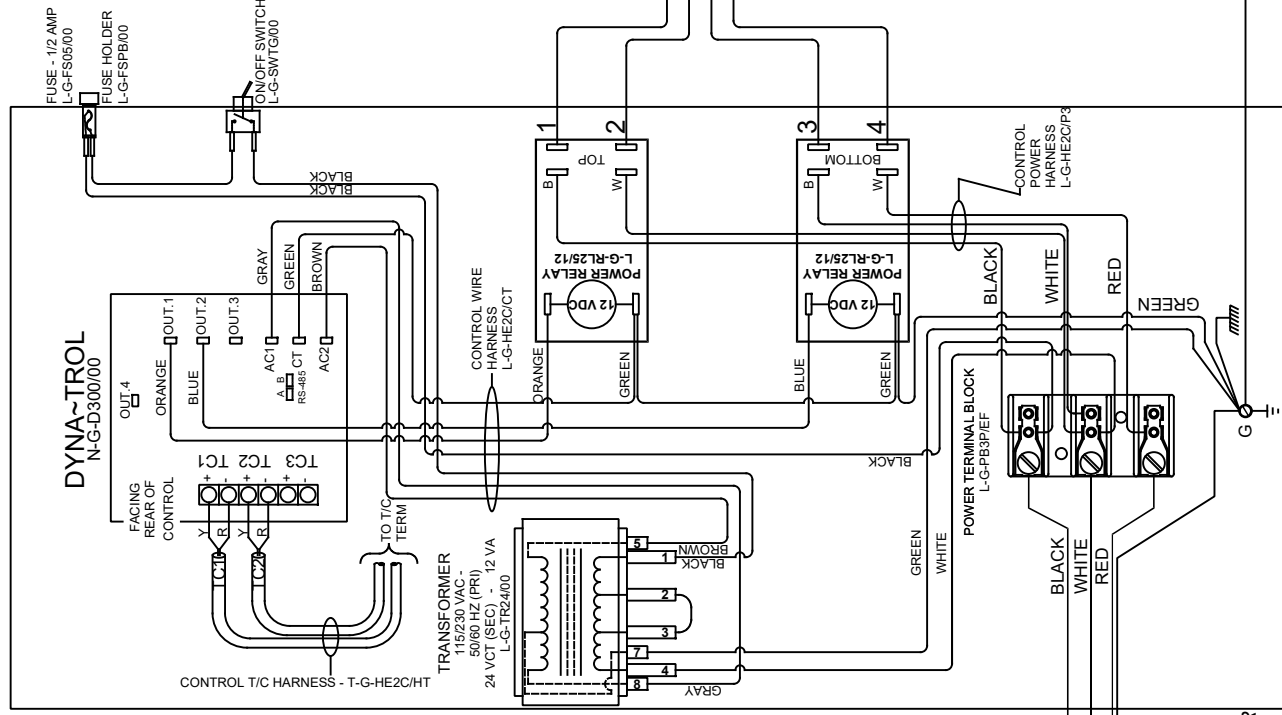 FUSE - 1/2 AMP
L-G-FS05/00
FUSE HOLDER
L-G-FSPB/00
ON/OFF SWITCH
L-G-SWTG/00
BLACK
BLACK
DYNA~TROL
N-G-D300/00
OUT.4
OUT.1
OUT.2
OUT.3
ORANGE
BLUE
GRAY
GREEN
BROWN
AC1
CT
AC2
A B
RS-485
TC1
TC2
TC3
+ - + - + -
FACING
REAR OF
CONTROL
Y
R
Y
R
TC1
TC2
TO T/C
TERM
CONTROL T/C HARNESS - T-G-HE2C/HT
CONTROL WIRE
HARNESS
L-G-HE2C/CT
1
2
TOP
B
W
POWER RELAY
L-G-RL25/12
12 VDC
ORANGE
GREEN
3
4
BOTTOM
B
W
POWER RELAY
L-G-RL25/12
12 VDC
BLUE
GREEN
CONTROL
POWER
HARNESS
L-G-HE2C/P3
BLACK
WHITE
RED
GREEN
BLACK
POWER TERMINAL BLOCK
L-G-PB3P/EF
G
GREEN
WHITE
BLACK
WHITE
RED
TRANSFORMER
115/230 VAC -
50/60 HZ (PRI)
24 VCT (SEC) - 12 VA
L-G-TR24/00
5
1
2
3
7
4
8
BROWN
BLACK
GRAY